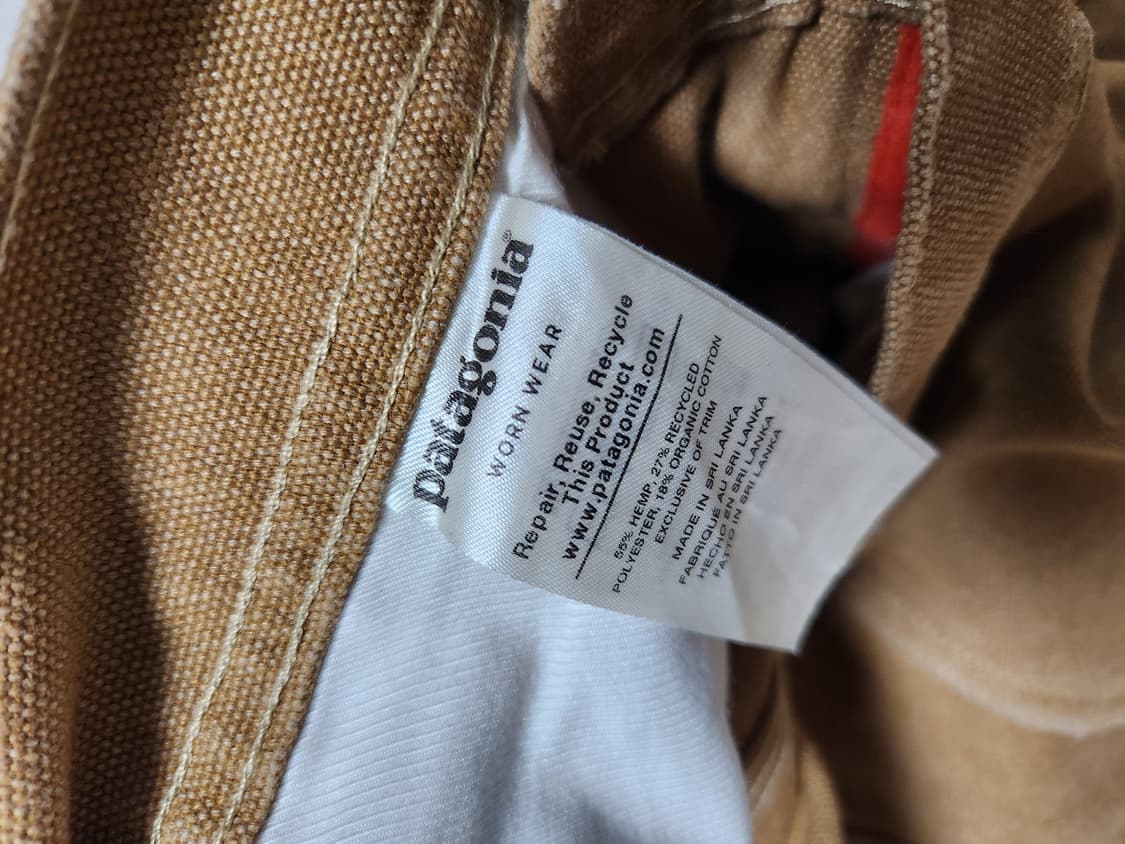 patagonia®
WORN WEAR
Repair, Reuse, Recycle
This Product
www.patagonia.com
55% HEMP, 27% RECYCLED
POLYESTER, 18% ORGANIC COTTON
EXCLUSIVE OF TRIM
MADE IN SRI LANKA
FABRIQUÉ AU SRI LANKA
HECHO EN SRI LANKA
FATTO IN SRI LANKA